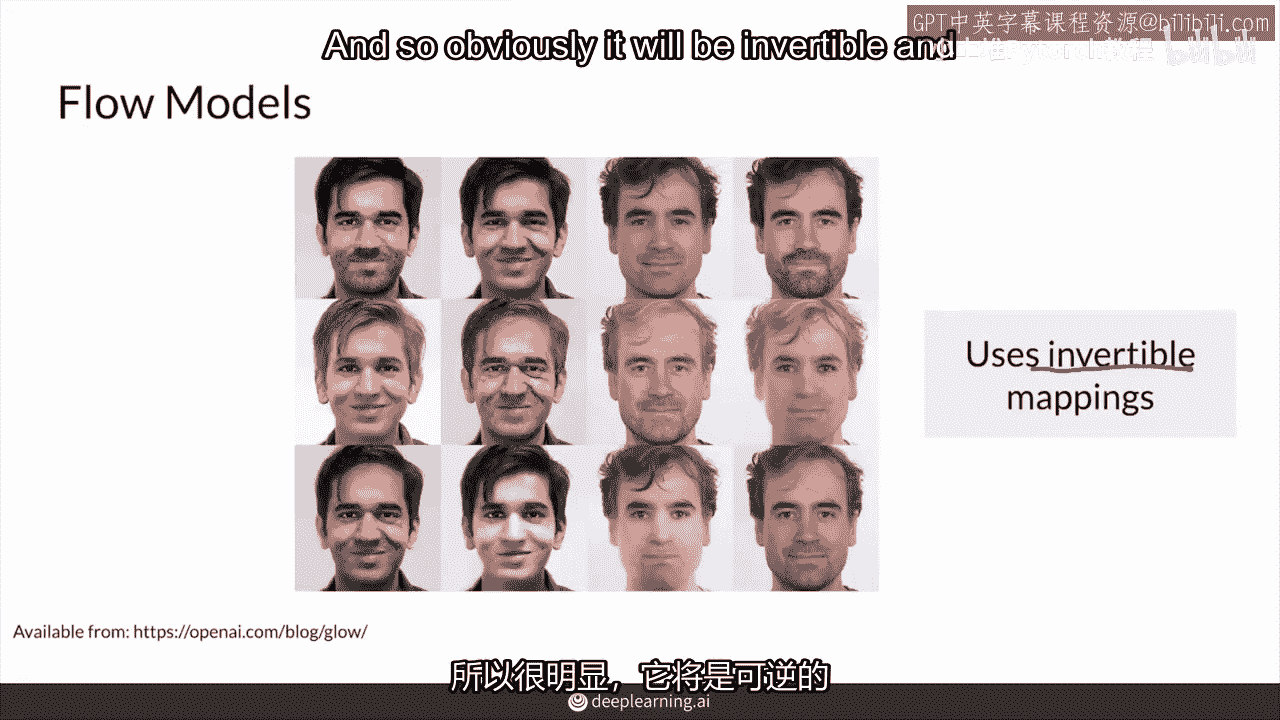 GPT中英字幕课程资源@bilibili.com
And so obviously it will be invertible and
bilibili
Flow Models
Uses invertible
mappings
Available from: https://openai.com/blog/glow/
所以很明显，它将是可逆的
deeplearning.ai